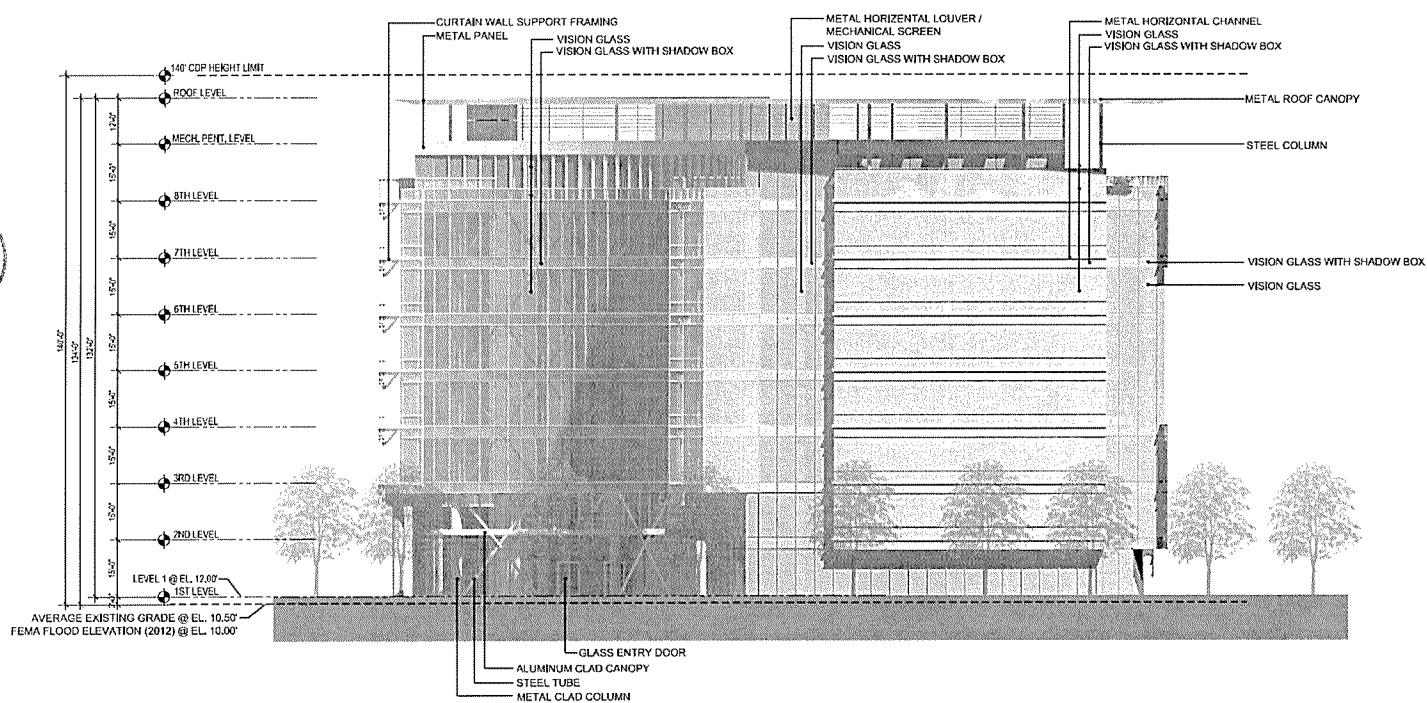 CURTAIN WALL SUPPORT FRAMING
METAL PANEL
VISION GLASS
VISION GLASS WITH SHADOW BOX
METAL HORIZENTAL LOUVER /
MECHANICAL SCREEN
VISION GLASS
VISION GLASS WITH SHADOW BOX
METAL HORIZONTAL CHANNEL
VISION GLASS
VISION GLASS WITH SHADOW BOX
140' CDP HEIGHT LIMIT
ROOF LEVEL
METAL ROOF CANOPY
12'-0"
MECH. PENT. LEVEL
STEEL COLUMN
15'-0"
8TH LEVEL
15'-0"
7TH LEVEL
VISION GLASS WITH SHADOW BOX
VISION GLASS
15'-0"
6TH LEVEL
140'-0"
134'-0"
132'-0"
15'-0"
5TH LEVEL
15'-0"
4TH LEVEL
15'-0"
3RD LEVEL
15'-0"
2ND LEVEL
15'-0"
LEVEL 1 @ EL. 12.00'
1ST LEVEL
2'-0"
AVERAGE EXISTING GRADE @ EL. 10.50'
FEMA FLOOD ELEVATION (2012) @ EL. 10.00'
GLASS ENTRY DOOR
ALUMINUM CLAD CANOPY
STEEL TUBE
METAL CLAD COLUMN